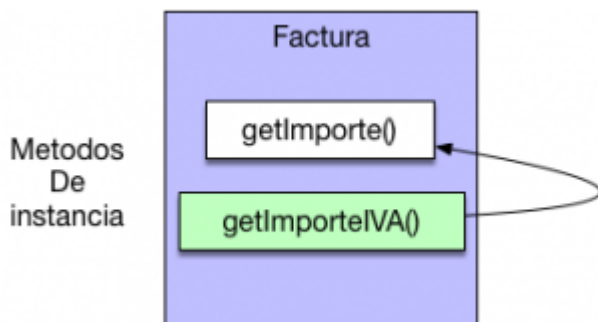 Factura
getImporte()
Metodos
De
instancia
getImporteIVA()